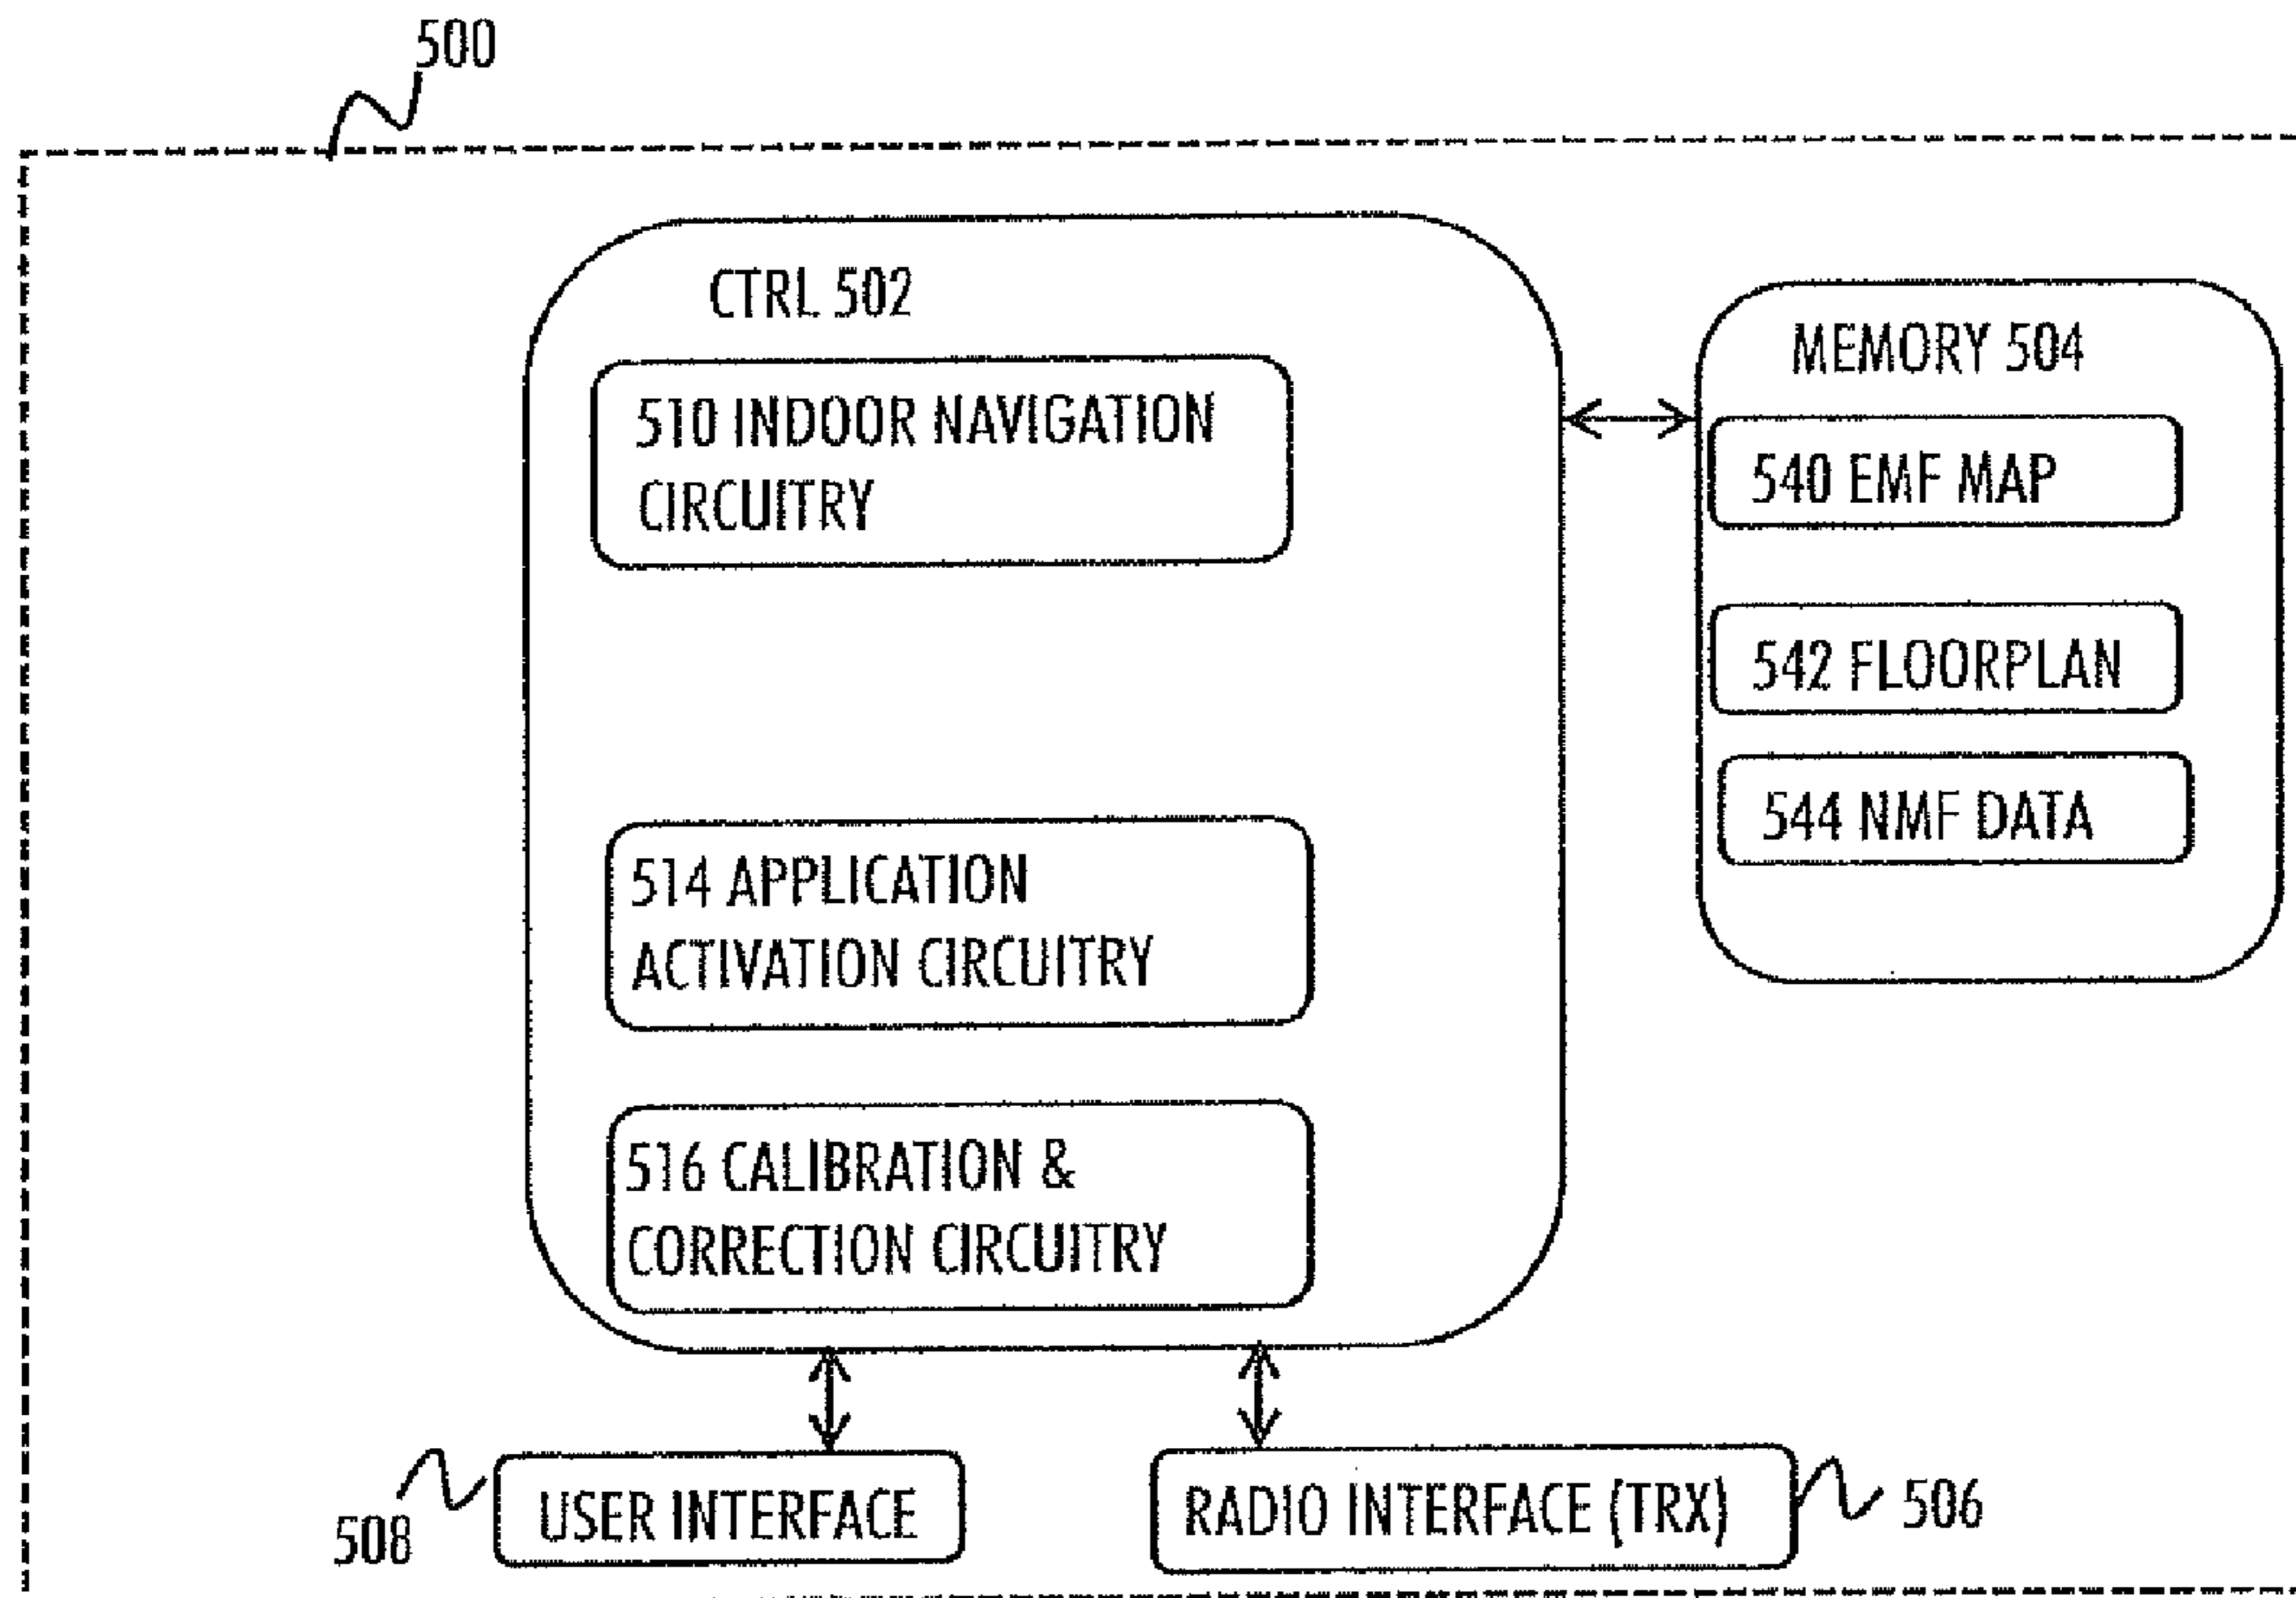 500
CTRL 502
510 INDOOR NAVIGATION
CIRCUITRY
514 APPLICATION
ACTIVATION CIRCUITRY
516 CALIBRATION &
CORRECTION CIRCUITRY
MEMORY 504
540 EMF MAP
542 FLOORPLAN
544 NMF DATA
508
USER INTERFACE
RADIO INTERFACE (TRX)
506